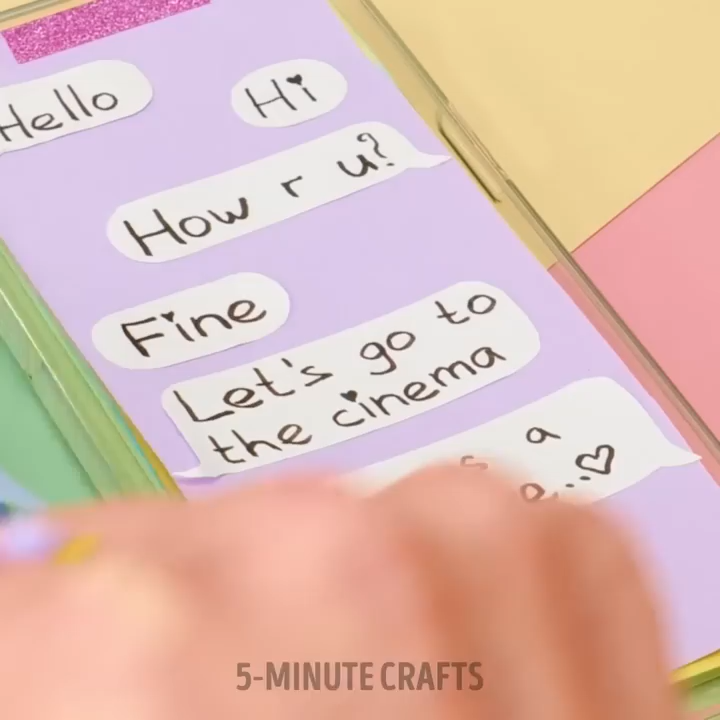 Hello
Hi
How r u?
Fine
Let's go to
the cinema
a
..♡
5-MINUTE CRAFTS